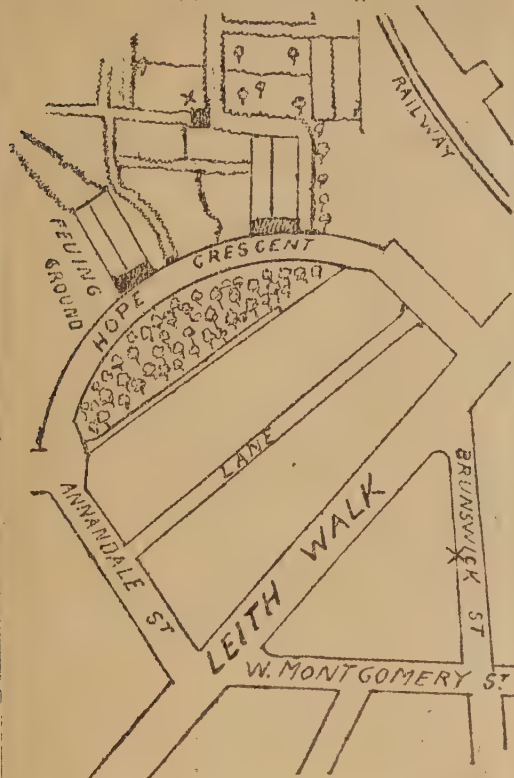 RAILWAY
FEUING
GROUND
HOPE CRESCENT
LANE
ANNANDALE ST
LEITH WALK
BRUNSWICK ST
W. MONTGOMERY ST